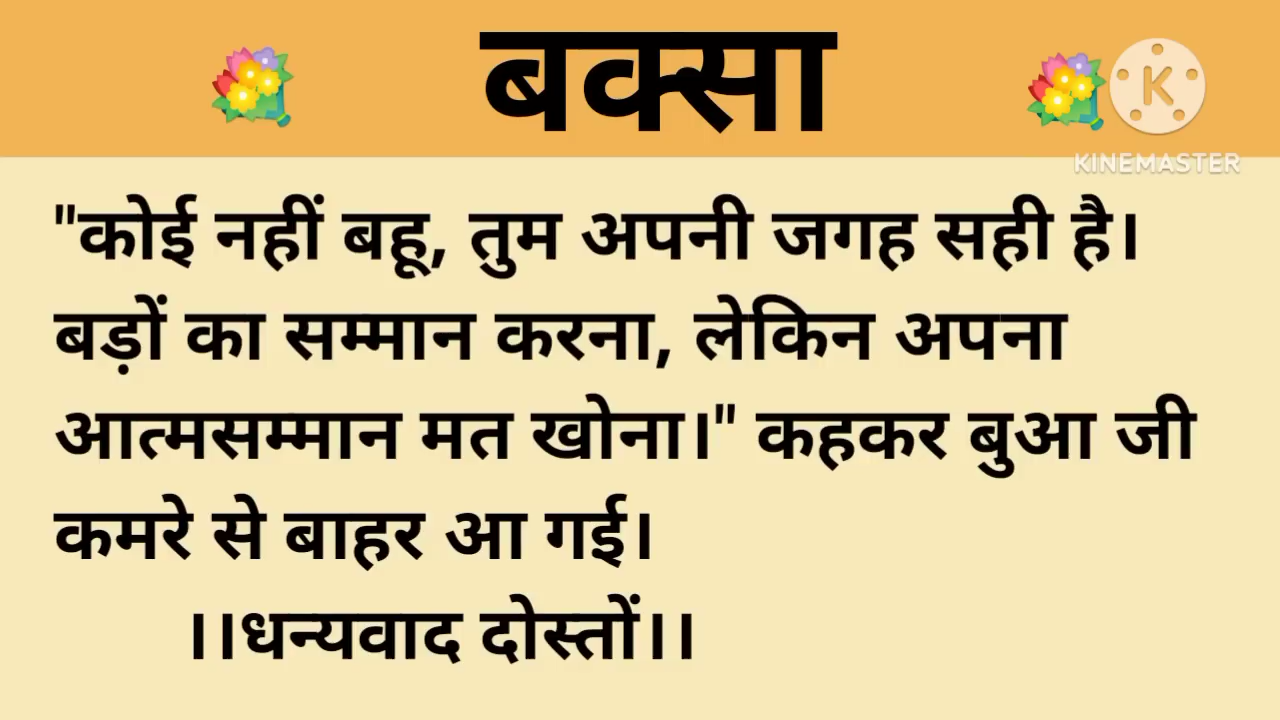 बक्सा
KINEMASTER
"कोई नहीं बहू, तुम अपनी जगह सही है।
बड़ों का सम्मान करना, लेकिन अपना
आत्मसम्मान मत खोना।" कहकर बुआ जी
कमरे से बाहर आ गई।
।।धन्यवाद दोस्तों।।